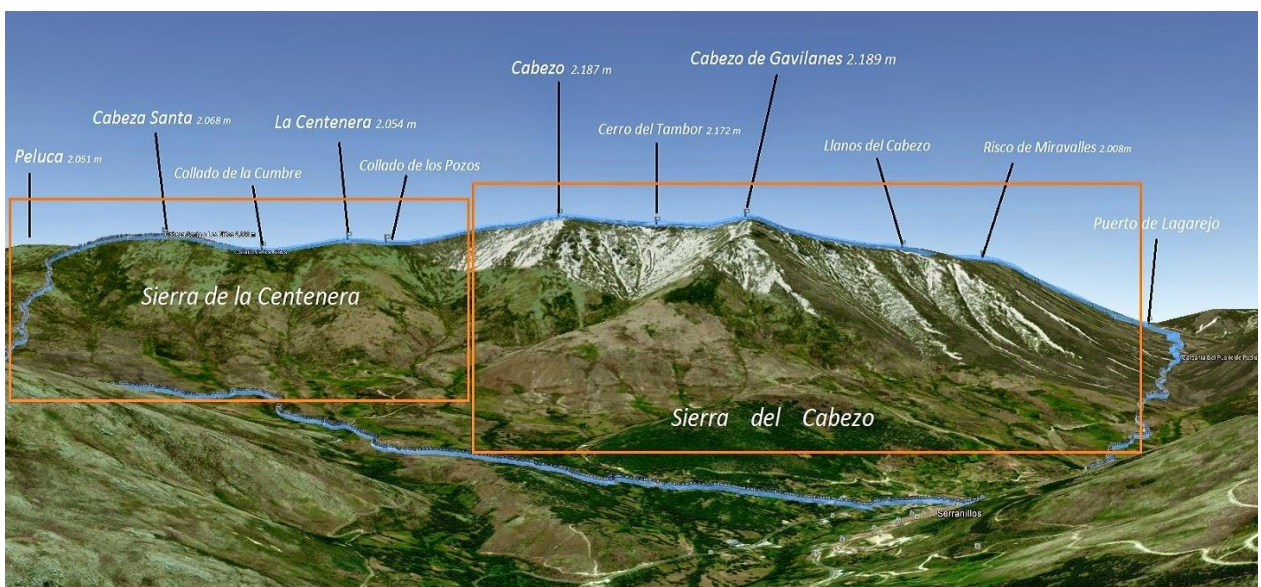 Cabezo 2.187 m
Cabezo de Gavilanes 2.189 m
Cabeza Santa 2.068 m
La Centenera 2.054 m
Cerro del Tambor 2.172 m
Peluca 2.051 m
Collado de la Cumbre
Collado de los Pozos
Llanos del Cabezo
Risco de Miravalles 2.008m
Puerto de Lagarejo
Sierra de la Centenera
Sierra del Cabezo
Serranillos